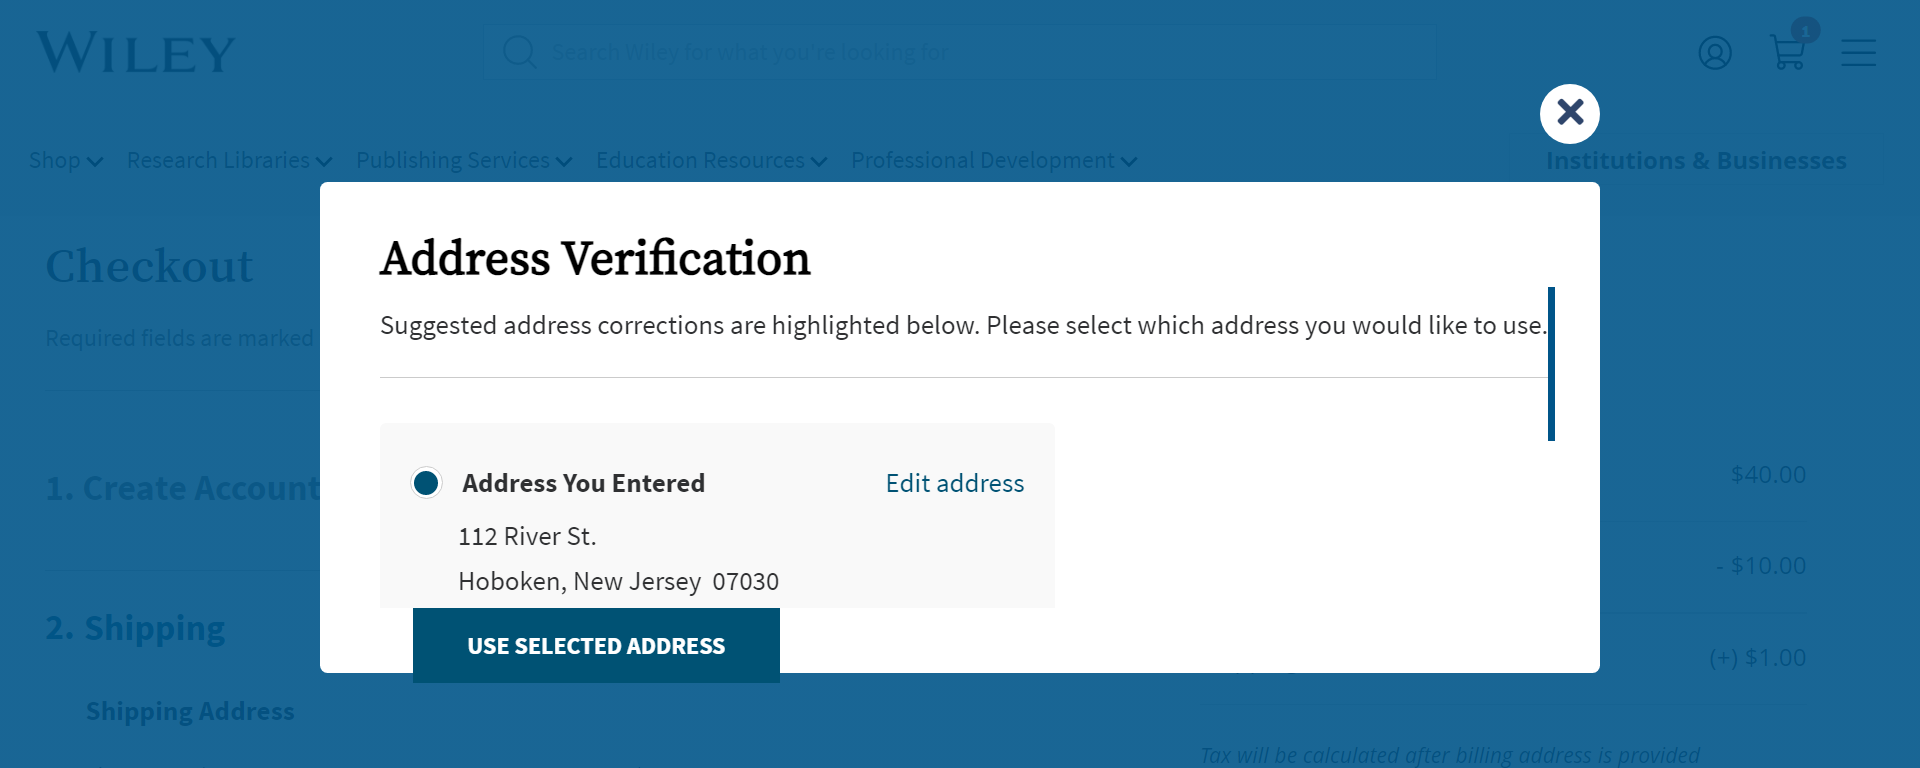 WILEY
Search Wiley for what you're looking for
1
Shop
Research Libraries
Publishing Services
Education Resources
Professional Development
Institutions & Businesses
Checkout
Required fields are marked
1. Create Account
2. Shipping
Shipping Address
Address Verification
Suggested address corrections are highlighted below. Please select which address you would like to use.
Address You Entered
Edit address
112 River St.
Hoboken, New Jersey 07030
USE SELECTED ADDRESS
$40.00
- $10.00
(+) $1.00
Tax will be calculated after billing address is provided